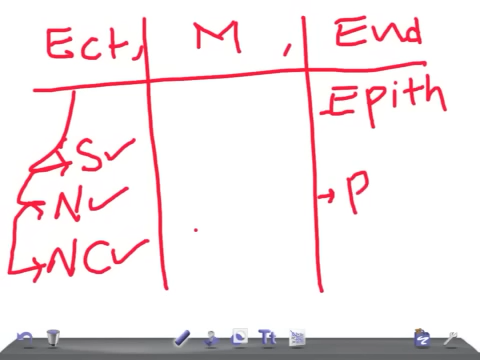 Ect, M , End
Epith
S✓
N✓ → P
NC✓